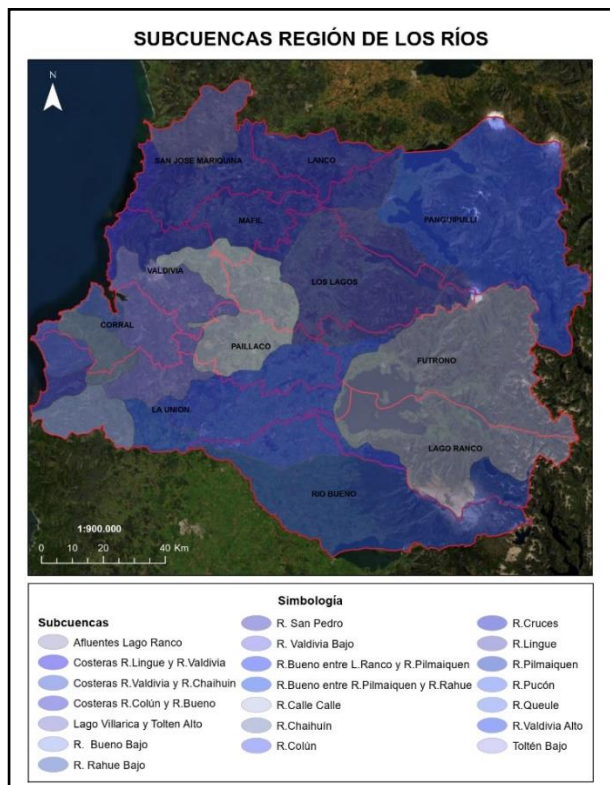 SUBCUENCAS REGIÓN DE LOS RÍOS
N
SAN JOSE MARIQUINA
LANCO
PANGUIPULLI
MAFIL
VALDIVIA
LOS LAGOS
CORRAL
PAILLACO
FUTRONO
LA UNION
LAGO RANCO
RIO BUENO
1:900.000
0 10 20 40 Km
Simbología
Subcuencas
Afluentes Lago Ranco
Costeras R.Lingue y R.Valdivia
Costeras R.Valdivia y R.Chaihuin
Costeras R.Colún y R.Bueno
Lago Villarica y Tolten Alto
R. Bueno Bajo
R. Rahue Bajo
R. San Pedro
R. Valdivia Bajo
R.Bueno entre L.Ranco y R.Pilmaiquen
R.Bueno entre R.Pilmaiquen y R.Rahue
R.Calle Calle
R.Chaihuín
R.Colún
R.Cruces
R.Lingue
R.Pilmaiquen
R.Pucón
R.Queule
R.Valdivia Alto
Toltén Bajo